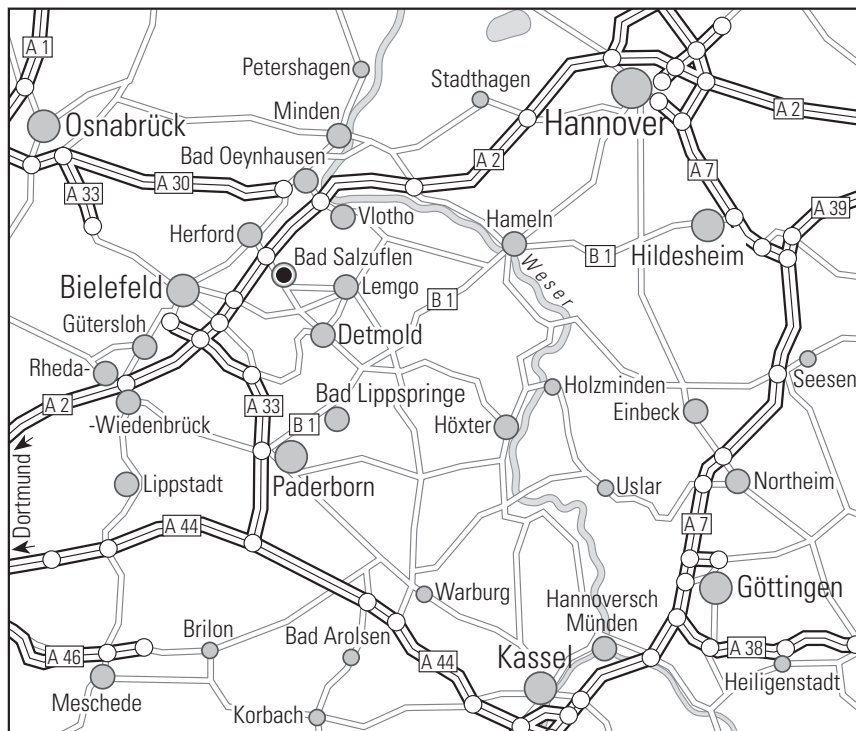 A 1
Petershagen
Stadthagen
Osnabrück
Minden
Hannover
A 2
Bad Oeynhausen
A 2
A 30
A 7
A 33
A 39
Vlotho
Herford
Hameln
B 1
Hildesheim
Bad Salzuflen
Weser
Bielefeld
Lemgo
B 1
Gütersloh
Detmold
Rheda-
Seesen
A 2
A 33
Bad Lippspringe
Holzminden
Einbeck
-Wiedenbrück
B 1
Höxter
Dortmund
Lippstadt
Paderborn
Uslar
Northeim
A 44
A 7
Warburg
Hannoversch
Münden
Göttingen
Brilon
Bad Arolsen
A 46
A 44
Kassel
A 38
Meschede
Heiligenstadt
Korbach